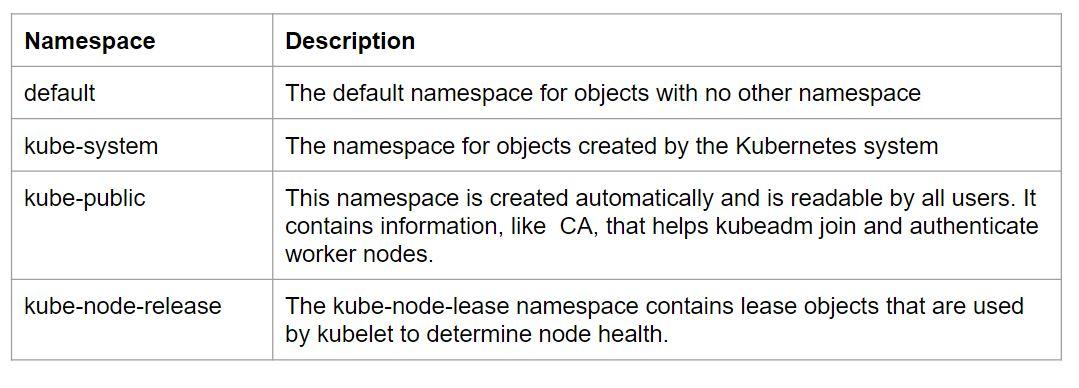 Namespace Description
default The default namespace for objects with no other namespace
kube-system The namespace for objects created by the Kubernetes system
kube-public This namespace is created automatically and is readable by all users. It
contains information, like  CA, that helps kubeadm join and authenticate
worker nodes.
kube-node-release The kube-node-lease namespace contains lease objects that are used
by kubelet to determine node health.